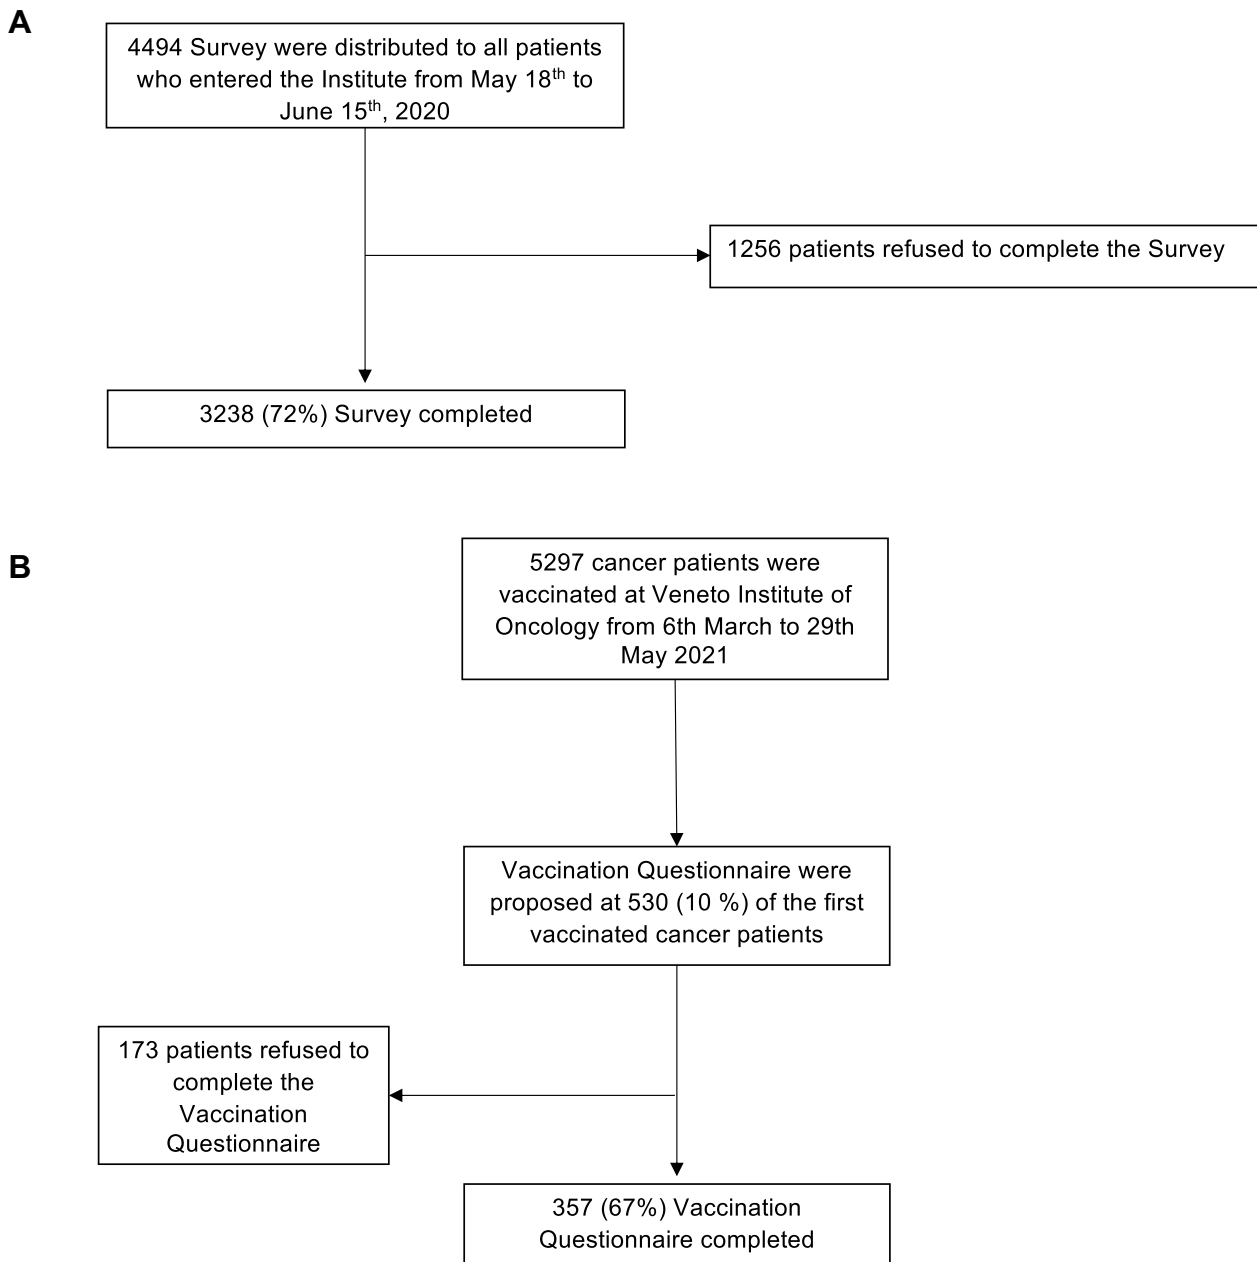 A
4494 Survey were distributed to all patients
who entered the Institute from May 18th to
June 15th, 2020
1256 patients refused to complete the Survey
3238 (72%) Survey completed
B
5297 cancer patients were
vaccinated at Veneto Institute of
Oncology from 6th March to 29th
May 2021
Vaccination Questionnaire were
proposed at 530 (10 %) of the first
vaccinated cancer patients
173 patients refused to
complete the
Vaccination
Questionnaire
357 (67%) Vaccination
Questionnaire completed